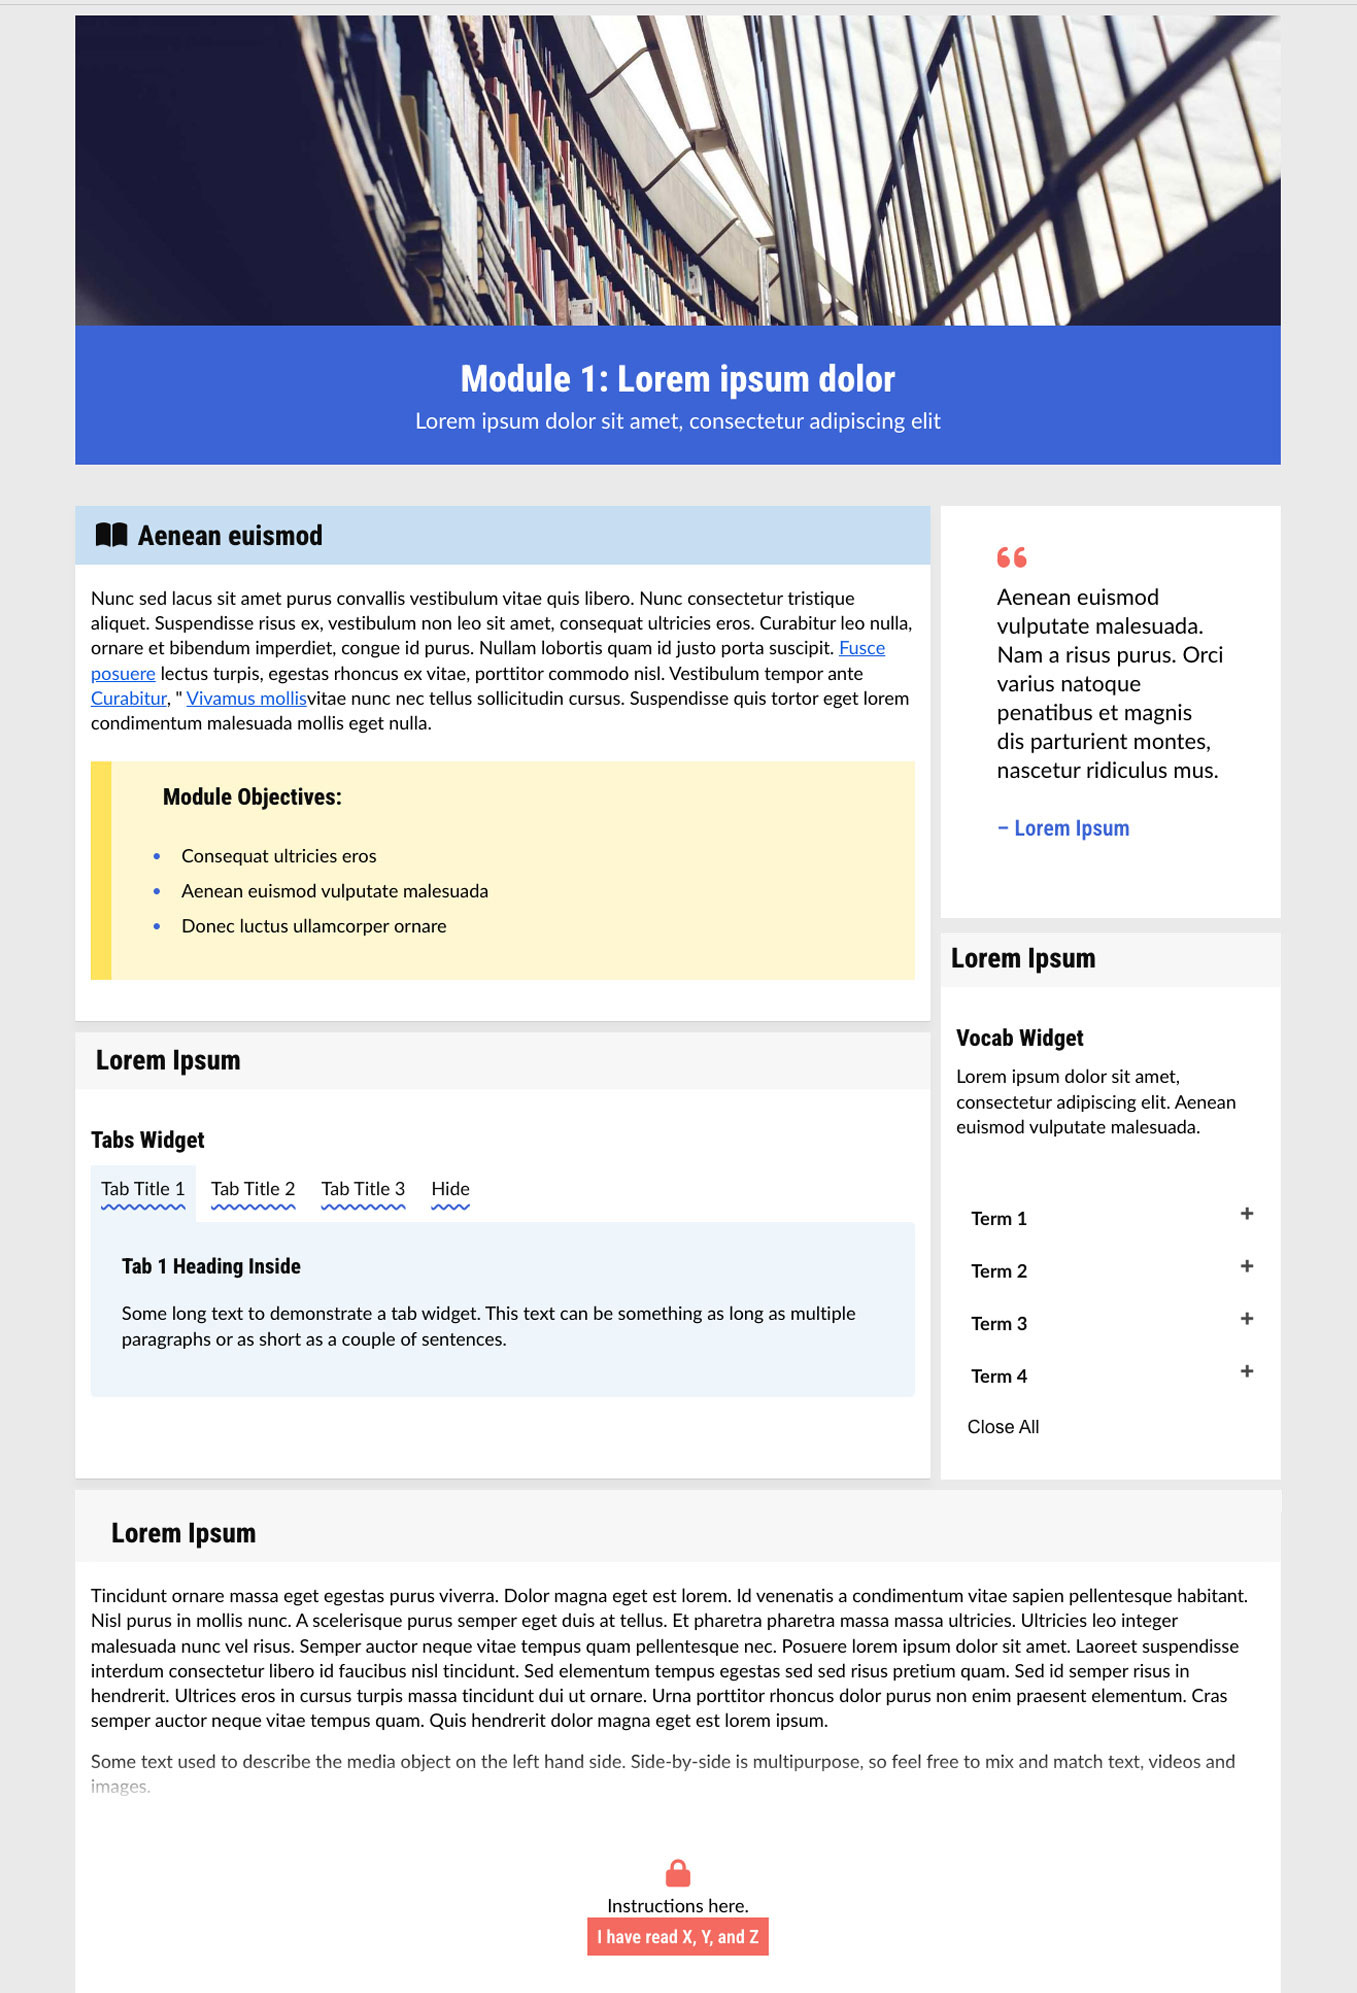 Module 1: Lorem ipsum dolor
Lorem ipsum dolor sit amet, consectetur adipiscing elit
Aenean euismod
Nunc sed lacus sit amet purus convallis vestibulum vitae quis libero. Nunc consectetur tristique
aliquet. Suspendisse risus ex, vestibulum non leo sit amet, consequat ultricies eros. Curabitur leo nulla,
ornare et bibendum imperdiet, congue id purus. Nullam lobortis quam id justo porta suscipit. Fusce
posuere lectus turpis, egestas rhoncus ex vitae, porttitor commodo nisl. Vestibulum tempor ante
Curabitur, " Vivamus mollisvitae nunc nec tellus sollicitudin cursus. Suspendisse quis tortor eget lorem
condimentum malesuada mollis eget nulla.
Module Objectives:
• Consequat ultricies eros
• Aenean euismod vulputate malesuada
• Donec luctus ullamcorper ornare
Lorem Ipsum
Tabs Widget
Tab Title 1 Tab Title 2 Tab Title 3 Hide
Tab 1 Heading Inside
Some long text to demonstrate a tab widget. This text can be something as long as multiple
paragraphs or as short as a couple of sentences.
“
Aenean euismod
vulputate malesuada.
Nam a risus purus. Orci
varius natoque
penatibus et magnis
dis parturient montes,
nascetur ridiculus mus.
– Lorem Ipsum
Lorem Ipsum
Vocab Widget
Lorem ipsum dolor sit amet,
consectetur adipiscing elit. Aenean
euismod vulputate malesuada.
Term 1 +
Term 2 +
Term 3 +
Term 4 +
Close All
Lorem Ipsum
Tincidunt ornare massa eget egestas purus viverra. Dolor magna eget est lorem. Id venenatis a condimentum vitae sapien pellentesque habitant.
Nisl purus in mollis nunc. A scelerisque purus semper eget duis at tellus. Et pharetra pharetra massa massa ultricies. Ultricies leo integer
malesuada nunc vel risus. Semper auctor neque vitae tempus quam pellentesque nec. Posuere lorem ipsum dolor sit amet. Laoreet suspendisse
interdum consectetur libero id faucibus nisl tincidunt. Sed elementum tempus egestas sed sed risus pretium quam. Sed id semper risus in
hendrerit. Ultrices eros in cursus turpis massa tincidunt dui ut ornare. Urna porttitor rhoncus dolor purus non enim praesent elementum. Cras
semper auctor neque vitae tempus quam. Quis hendrerit dolor magna eget est lorem ipsum.
Some text used to describe the media object on the left hand side. Side-by-side is multipurpose, so feel free to mix and match text, videos and
images.
Instructions here.
I have read X, Y, and Z